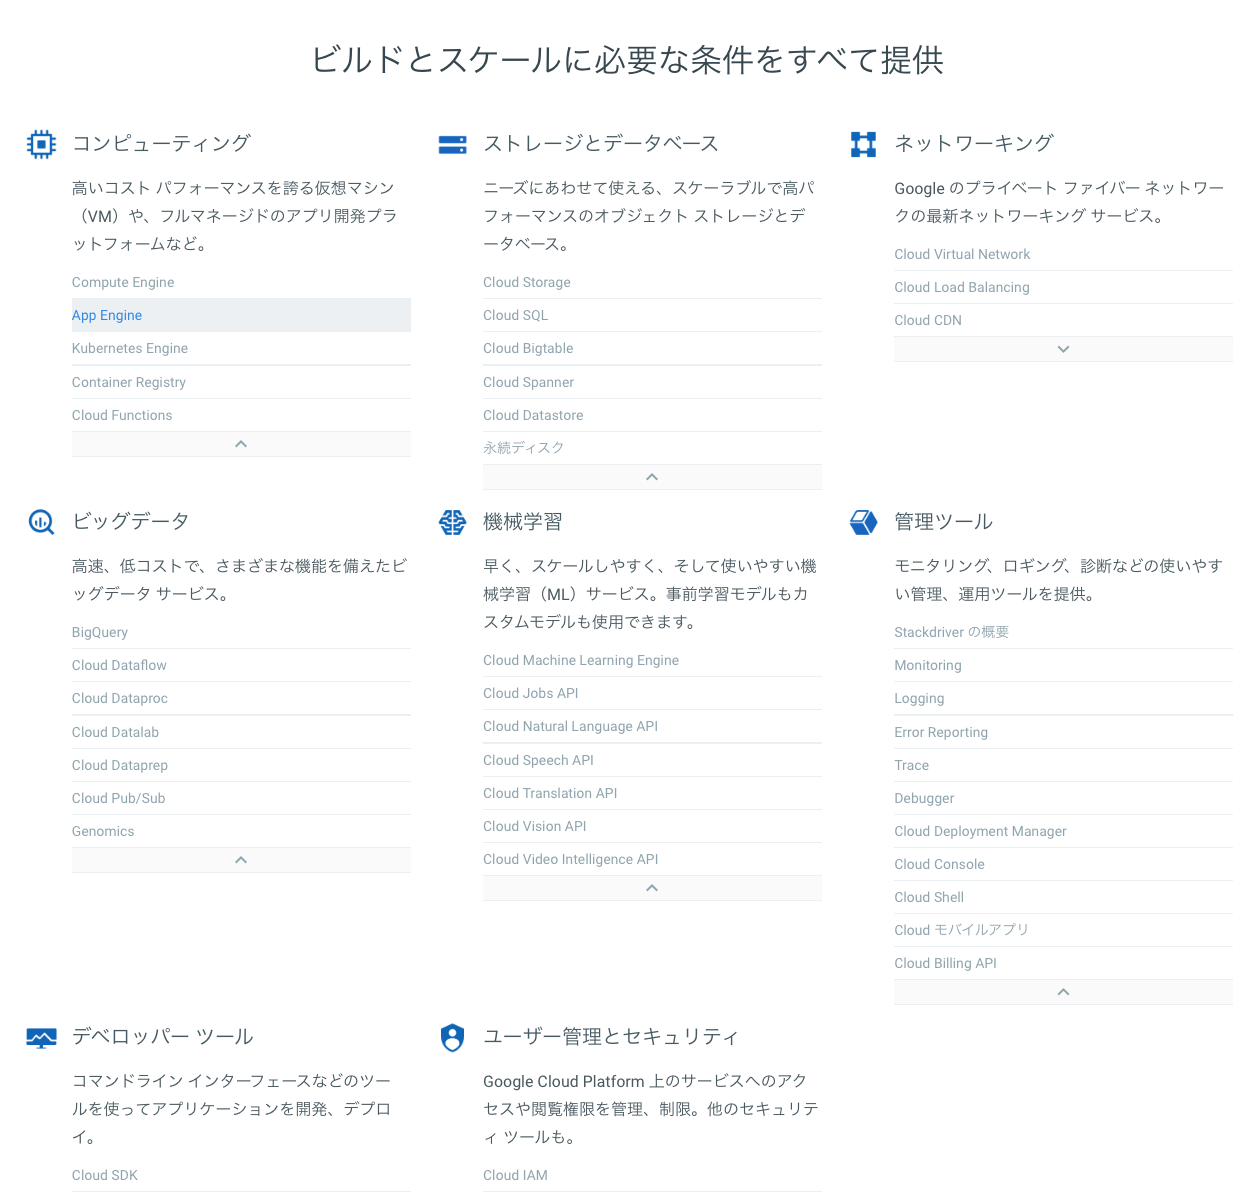 ビルドとスケールに必要な条件をすべて提供
コンピューティング
高いコスト パフォーマンスを誇る仮想マシン
（VM）や、フルマネージドのアプリ開発プラ
ットフォームなど。
Compute Engine
App Engine
Kubernetes Engine
Container Registry
Cloud Functions
ストレージとデータベース
ニーズにあわせて使える、スケーラブルで高パ
フォーマンスのオブジェクト ストレージとデ
ータベース。
Cloud Storage
Cloud SQL
Cloud Bigtable
Cloud Spanner
Cloud Datastore
永続ディスク
ネットワーキング
Google のプライベート ファイバー ネットワー
クの最新ネットワーキング サービス。
Cloud Virtual Network
Cloud Load Balancing
Cloud CDN
ビッグデータ
高速、低コストで、さまざまな機能を備えたビ
ッグデータ サービス。
BigQuery
Cloud Dataflow
Cloud Dataproc
Cloud Datalab
Cloud Dataprep
Cloud Pub/Sub
Genomics
機械学習
早く、スケールしやすく、そして使いやすい機
械学習（ML）サービス。事前学習モデルもカ
スタムモデルも使用できます。
Cloud Machine Learning Engine
Cloud Jobs API
Cloud Natural Language API
Cloud Speech API
Cloud Translation API
Cloud Vision API
Cloud Video Intelligence API
管理ツール
モニタリング、ロギング、診断などの使いやす
い管理、運用ツールを提供。
Stackdriver の概要
Monitoring
Logging
Error Reporting
Trace
Debugger
Cloud Deployment Manager
Cloud Console
Cloud Shell
Cloud モバイルアプリ
Cloud Billing API
デベロッパー ツール
コマンドライン インターフェースなどのツー
ルを使ってアプリケーションを開発、デプロ
イ。
Cloud SDK
ユーザー管理とセキュリティ
Google Cloud Platform 上のサービスへのアク
セスや閲覧権限を管理、制限。他のセキュリテ
ィ ツールも。
Cloud IAM